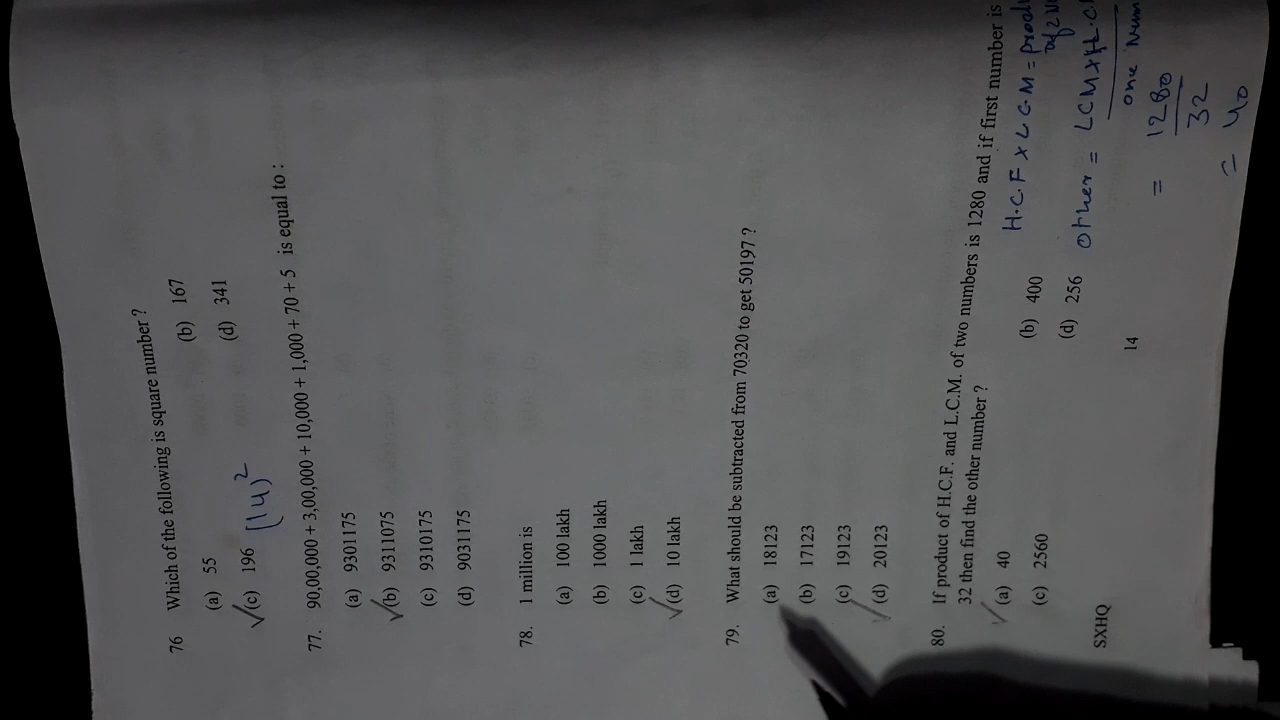 76 Which of the following is square number ?
(a) 55 (b) 167
(c) 196 (14)² (d) 341
77. 90,00,000 + 3,00,000 + 10,000 + 1,000 + 70 + 5 is equal to :
(a) 9301175
(b) 9311075
(c) 9310175
(d) 9031175
78. 1 million is
(a) 100 lakh
(b) 1000 lakh
(c) 1 lakh
(d) 10 lakh
79. What should be subtracted from 70320 to get 50197 ?
(a) 18123
(b) 17123
(c) 19123
(d) 20123
80. If product of H.C.F. and L.C.M. of two numbers is 1280 and if first number is
32 then find the other number ?
(a) 40 (b) 400
(c) 2560 (d) 256
H.C.F × L.C.M =
other = LCM ×
one
= 1280
32
= 40
SXHQ 14